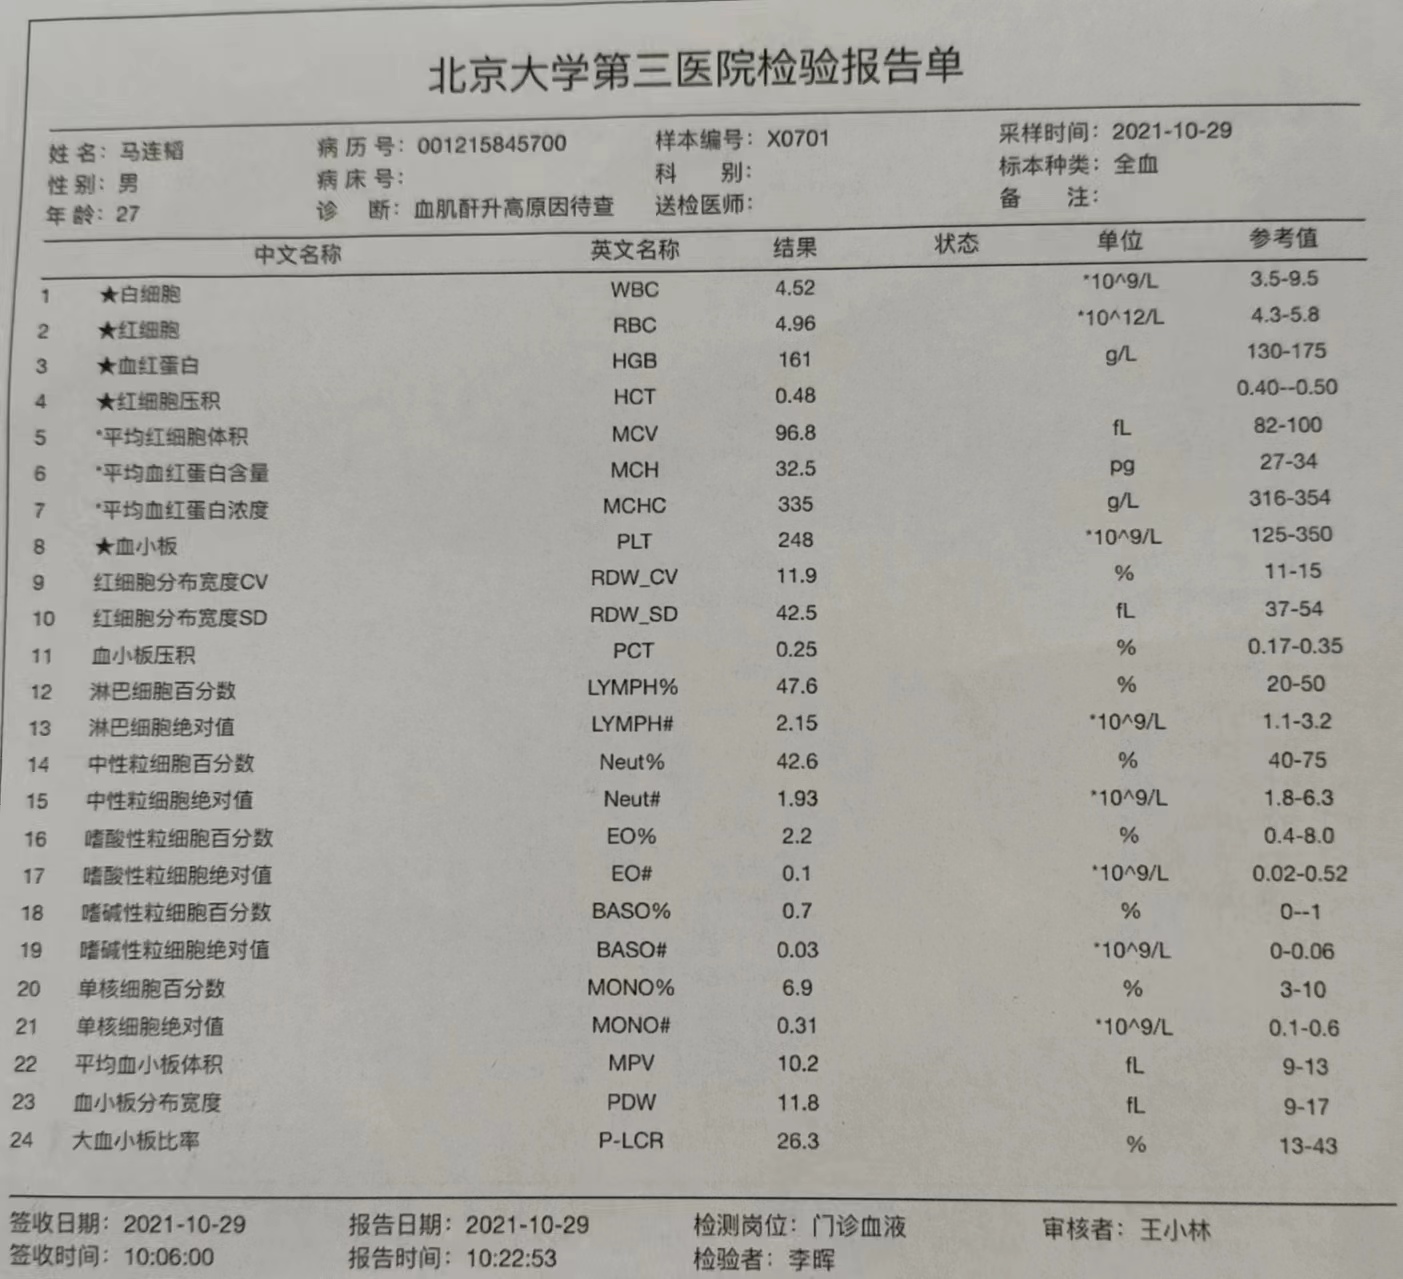 北京大学第三医院检验报告单
姓 名: 马连韬 病 历 号: 001215845700 样本编号: X0701 采样时间: 2021-10-29
性 别: 男 病 床 号: 科 别: 标本种类: 全血
年 龄: 27 诊 断: 血肌酐升高原因待查 送检医师: 备 注:
中文名称 英文名称 结果 状态 单位 参考值
1 ★白细胞 WBC 4.52 *10^9/L 3.5-9.5
2 ★红细胞 RBC 4.96 *10^12/L 4.3-5.8
3 ★血红蛋白 HGB 161 g/L 130-175
4 ★红细胞压积 HCT 0.48 0.40--0.50
5 *平均红细胞体积 MCV 96.8 fL 82-100
6 *平均血红蛋白含量 MCH 32.5 pg 27-34
7 *平均血红蛋白浓度 MCHC 335 g/L 316-354
8 ★血小板 PLT 248 *10^9/L 125-350
9 红细胞分布宽度CV RDW_CV 11.9 % 11-15
10 红细胞分布宽度SD RDW_SD 42.5 fL 37-54
11 血小板压积 PCT 0.25 % 0.17-0.35
12 淋巴细胞百分数 LYMPH% 47.6 % 20-50
13 淋巴细胞绝对值 LYMPH# 2.15 *10^9/L 1.1-3.2
14 中性粒细胞百分数 Neut% 42.6 % 40-75
15 中性粒细胞绝对值 Neut# 1.93 *10^9/L 1.8-6.3
16 嗜酸性粒细胞百分数 EO% 2.2 % 0.4-8.0
17 嗜酸性粒细胞绝对值 EO# 0.1 *10^9/L 0.02-0.52
18 嗜碱性粒细胞百分数 BASO% 0.7 % 0--1
19 嗜碱性粒细胞绝对值 BASO# 0.03 *10^9/L 0-0.06
20 单核细胞百分数 MONO% 6.9 % 3-10
21 单核细胞绝对值 MONO# 0.31 *10^9/L 0.1-0.6
22 平均血小板体积 MPV 10.2 fL 9-13
23 血小板分布宽度 PDW 11.8 fL 9-17
24 大血小板比率 P-LCR 26.3 % 13-43
签收日期: 2021-10-29 报告日期: 2021-10-29 检测岗位: 门诊血液 审核者: 王小林
签收时间: 10:06:00 报告时间: 10:22:53 检验者: 李晖